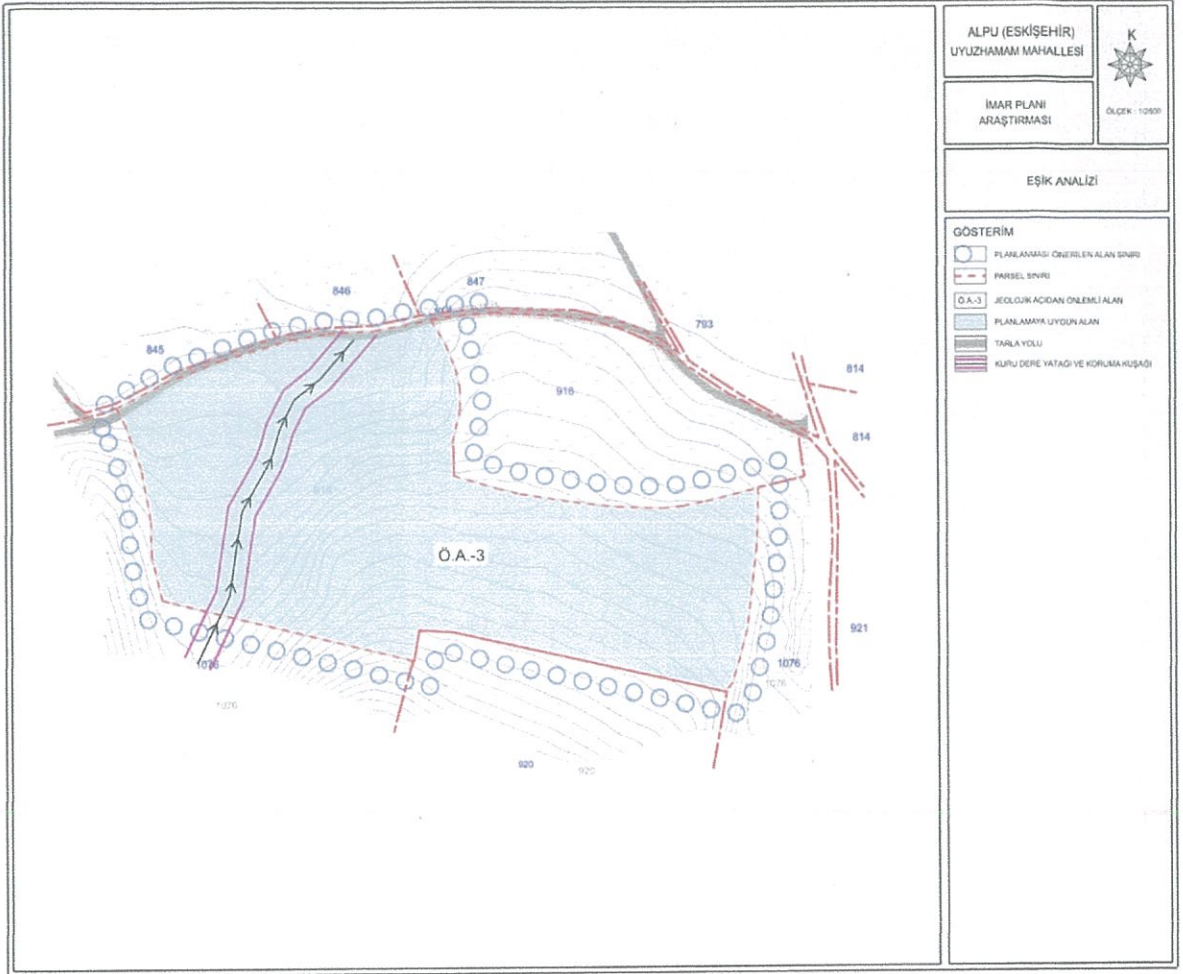 ALPU (ESKİŞEHİR)
UYUZHAMAM MAHALLESİ
K
İMAR PLANI
ARAŞTIRMASI
ÖLÇEK : 1/2500
EŞİK ANALİZİ
GÖSTERİM
PLANLANMASI ÖNERİLEN ALAN SINIRI
PARSEL SINIRI
Ö.A.-3 JEOLOJİK AÇIDAN ÖNLEMLİ ALAN
PLANLAMAYA UYGUN ALAN
TARLA YOLU
KURU DERE YATAĞI VE KORUMA KUŞAĞI
847
846
793
845
814
916
814
Ö.A.-3
921
1076
1076
1076
1076
920
920